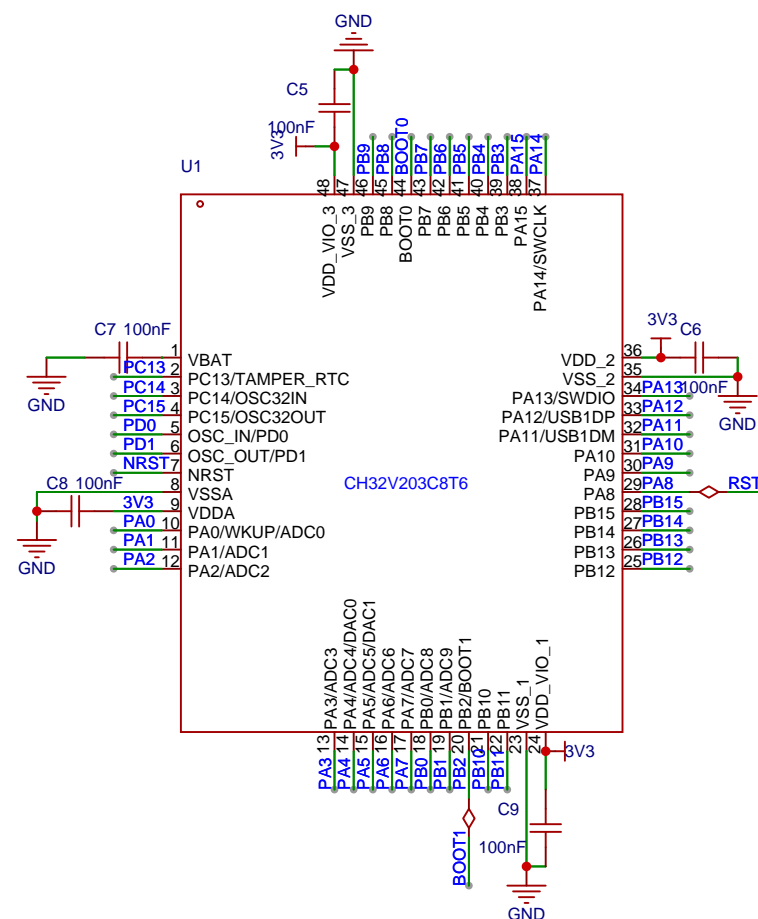 GND
C5
100nF
3V3
U1
PB9
PB8
BOOT0
PB7
PB6
PB5
PB4
PB3
PA15
PA14
48
47
46
45
44
43
42
41
40
39
38
37
VDD_VIO_3
VSS_3
PB9
PB8
BOOT0
PB7
PB6
PB5
PB4
PB3
PA15
PA14/SWCLK
C7 100nF
GND
1 VBAT
PC13 2 PC13/TAMPER_RTC
PC14 3 PC14/OSC32IN
PC15 4 PC15/OSC32OUT
PD0 5 OSC_IN/PD0
PD1 6 OSC_OUT/PD1
NRST 7 NRST
C8 100nF
8 VSSA
3V3 9 VDDA
PA0 10 PA0/WKUP/ADC0
PA1 11 PA1/ADC1
PA2 12 PA2/ADC2
GND
CH32V203C8T6
3V3 C6
100nF
GND
VDD_2 36
VSS_2 35
PA13/SWDIO 34 PA13
PA12/USB1DP 33 PA12
PA11/USB1DM 32 PA11
PA10 31 PA10
PA9 30 PA9
PA8 29 PA8 RST
PB15 28 PB15
PB14 27 PB14
PB13 26 PB13
PB12 25 PB12
PA3/ADC3
PA4/ADC4/DAC0
PA5/ADC5/DAC1
PA6/ADC6
PA7/ADC7
PB0/ADC8
PB1/ADC9
PB2/BOOT1
PB10
PB11
VSS_1
VDD_VIO_1
13
14
15
16
17
18
19
20
21
22
23
24
PA3
PA4
PA5
PA6
PA7
PB0
PB1
PB2
PB10
PB11
3V3
BOOT1
C9
100nF
GND